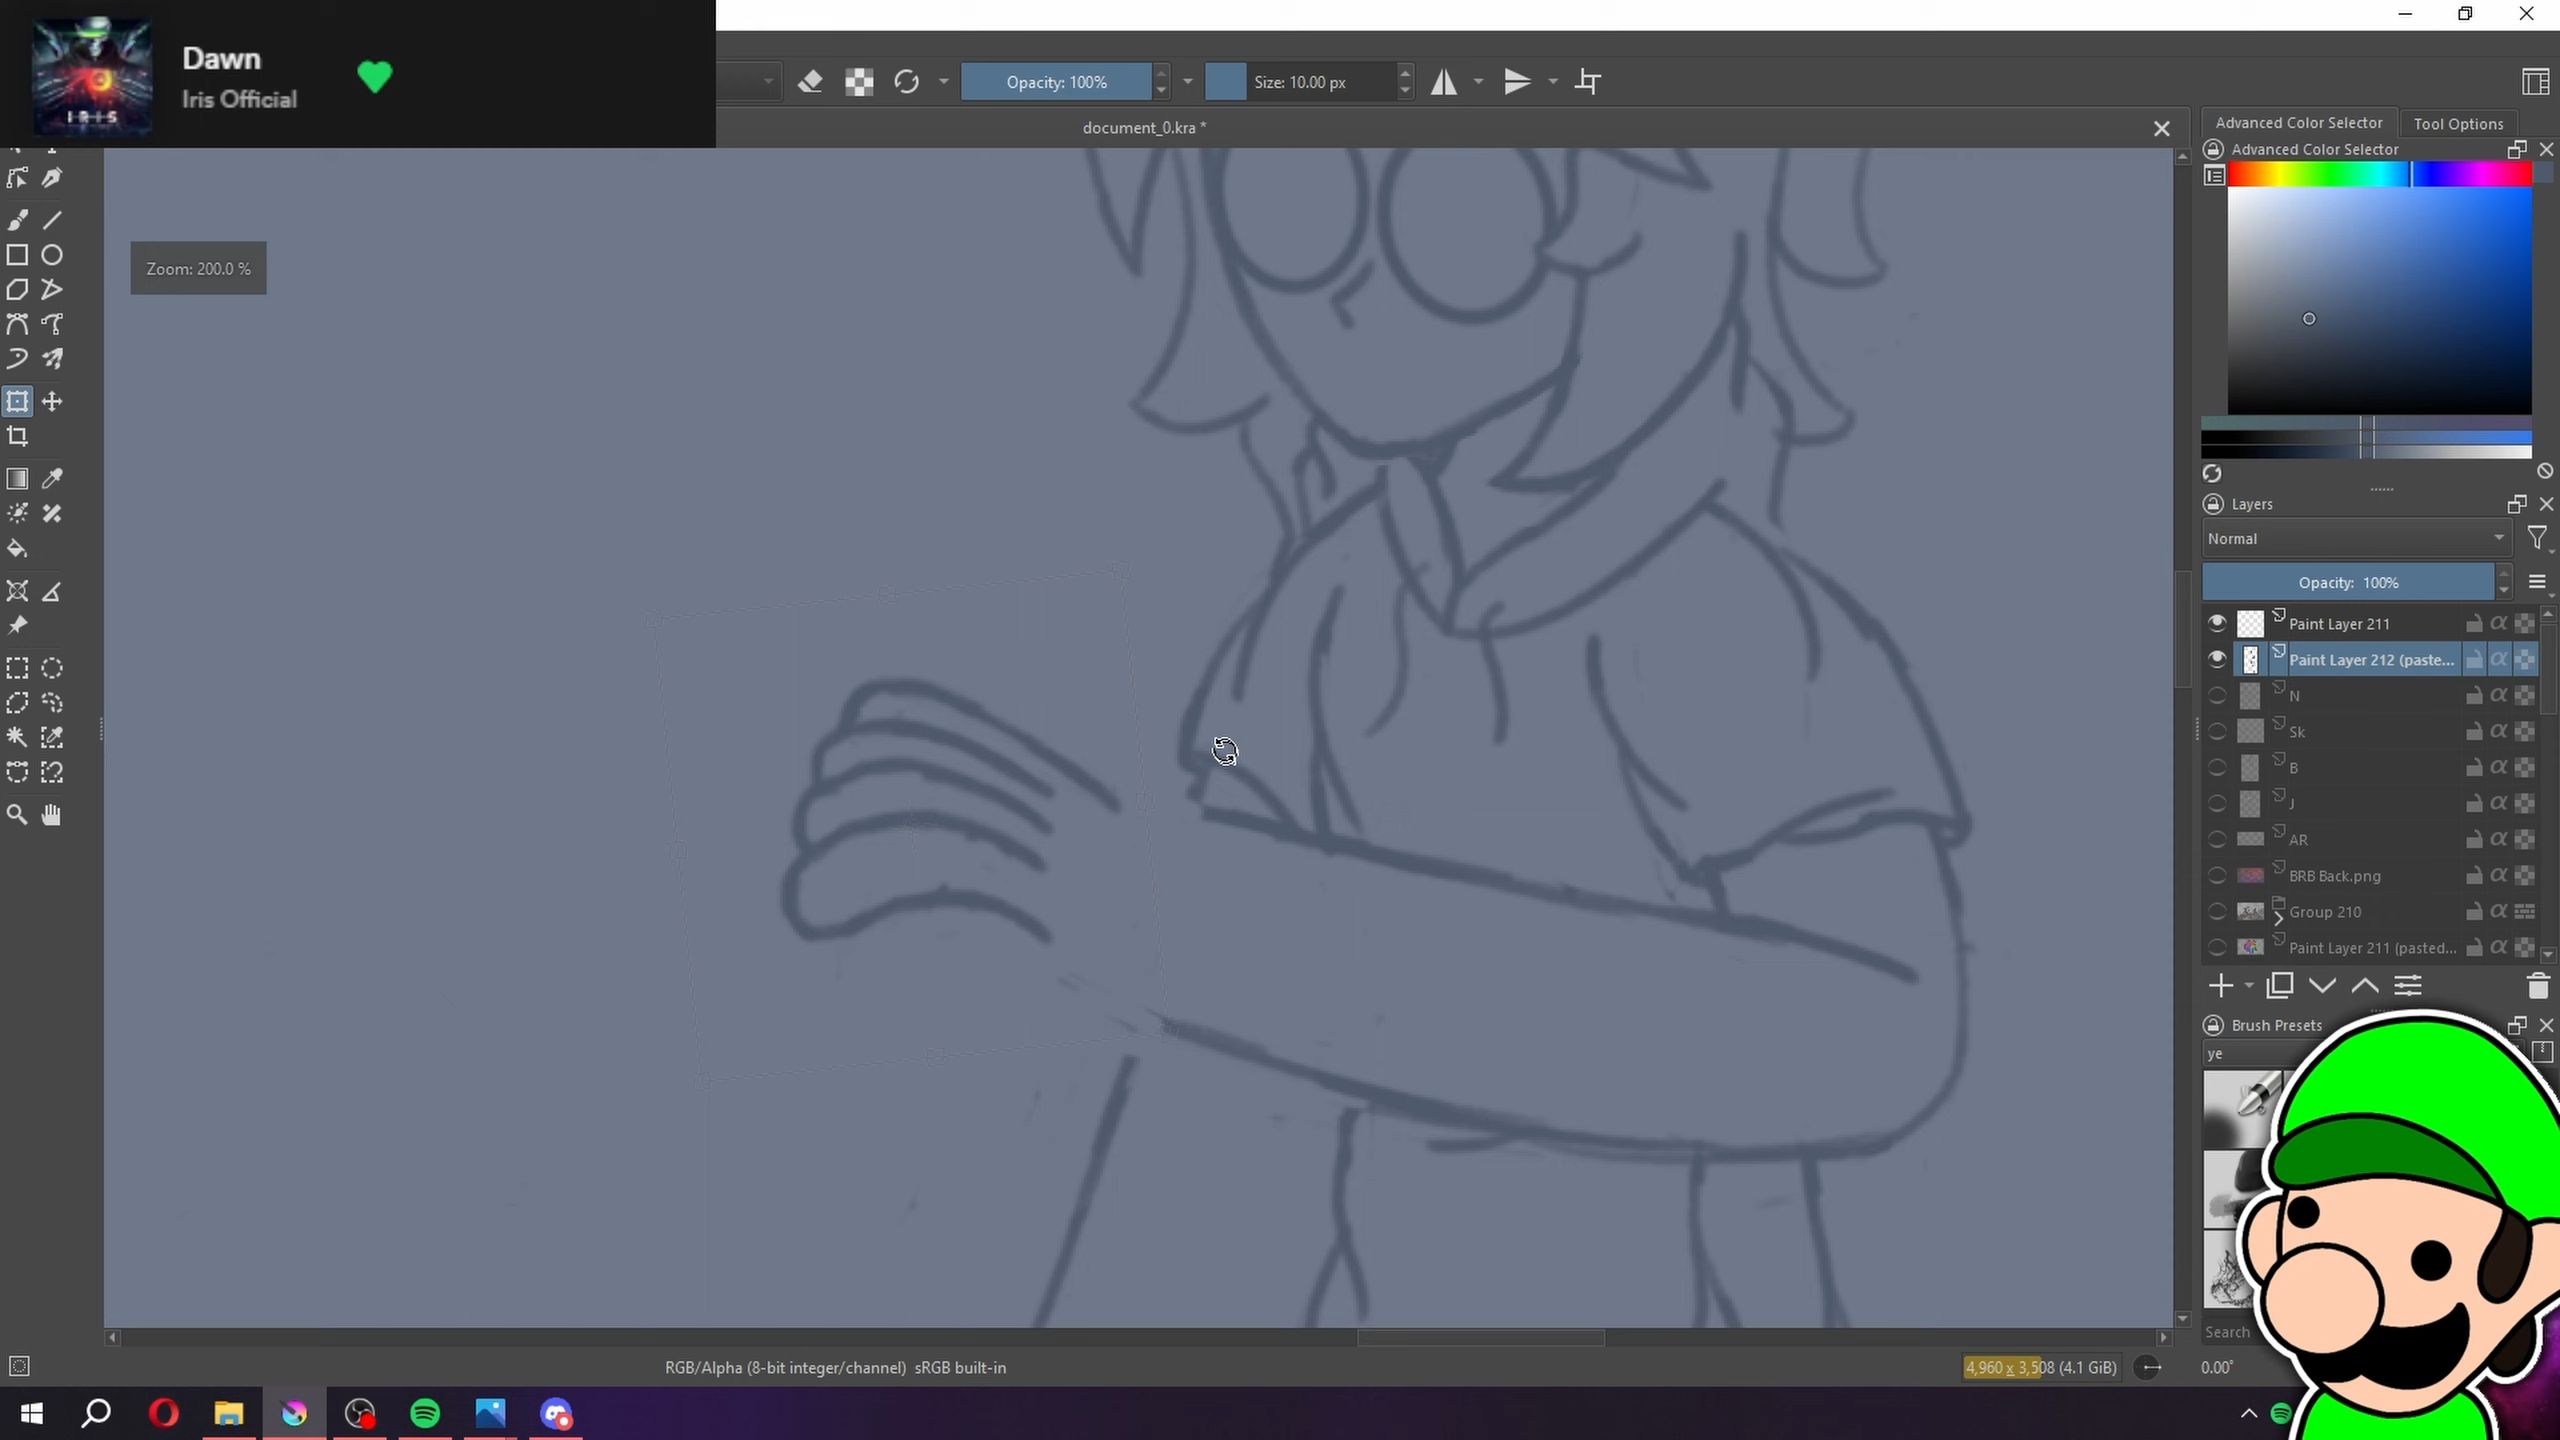 Dawn
Iris Official
IRIS
Opacity: 100%
Size: 10.00 px
document_0.kra *
Advanced Color Selector
Tool Options
Advanced Color Selector
Zoom: 200.0 %
Layers
Normal
Opacity: 100%
Paint Layer 211
Paint Layer 212 (paste...
N
Sk
B
J
AR
BRB Back.png
Group 210
Paint Layer 211 (pasted...
Brush Presets
ye
Search
RGB/Alpha (8-bit integer/channel) sRGB built-in
4,960 x 3,508 (4.1 GiB)
0.00°